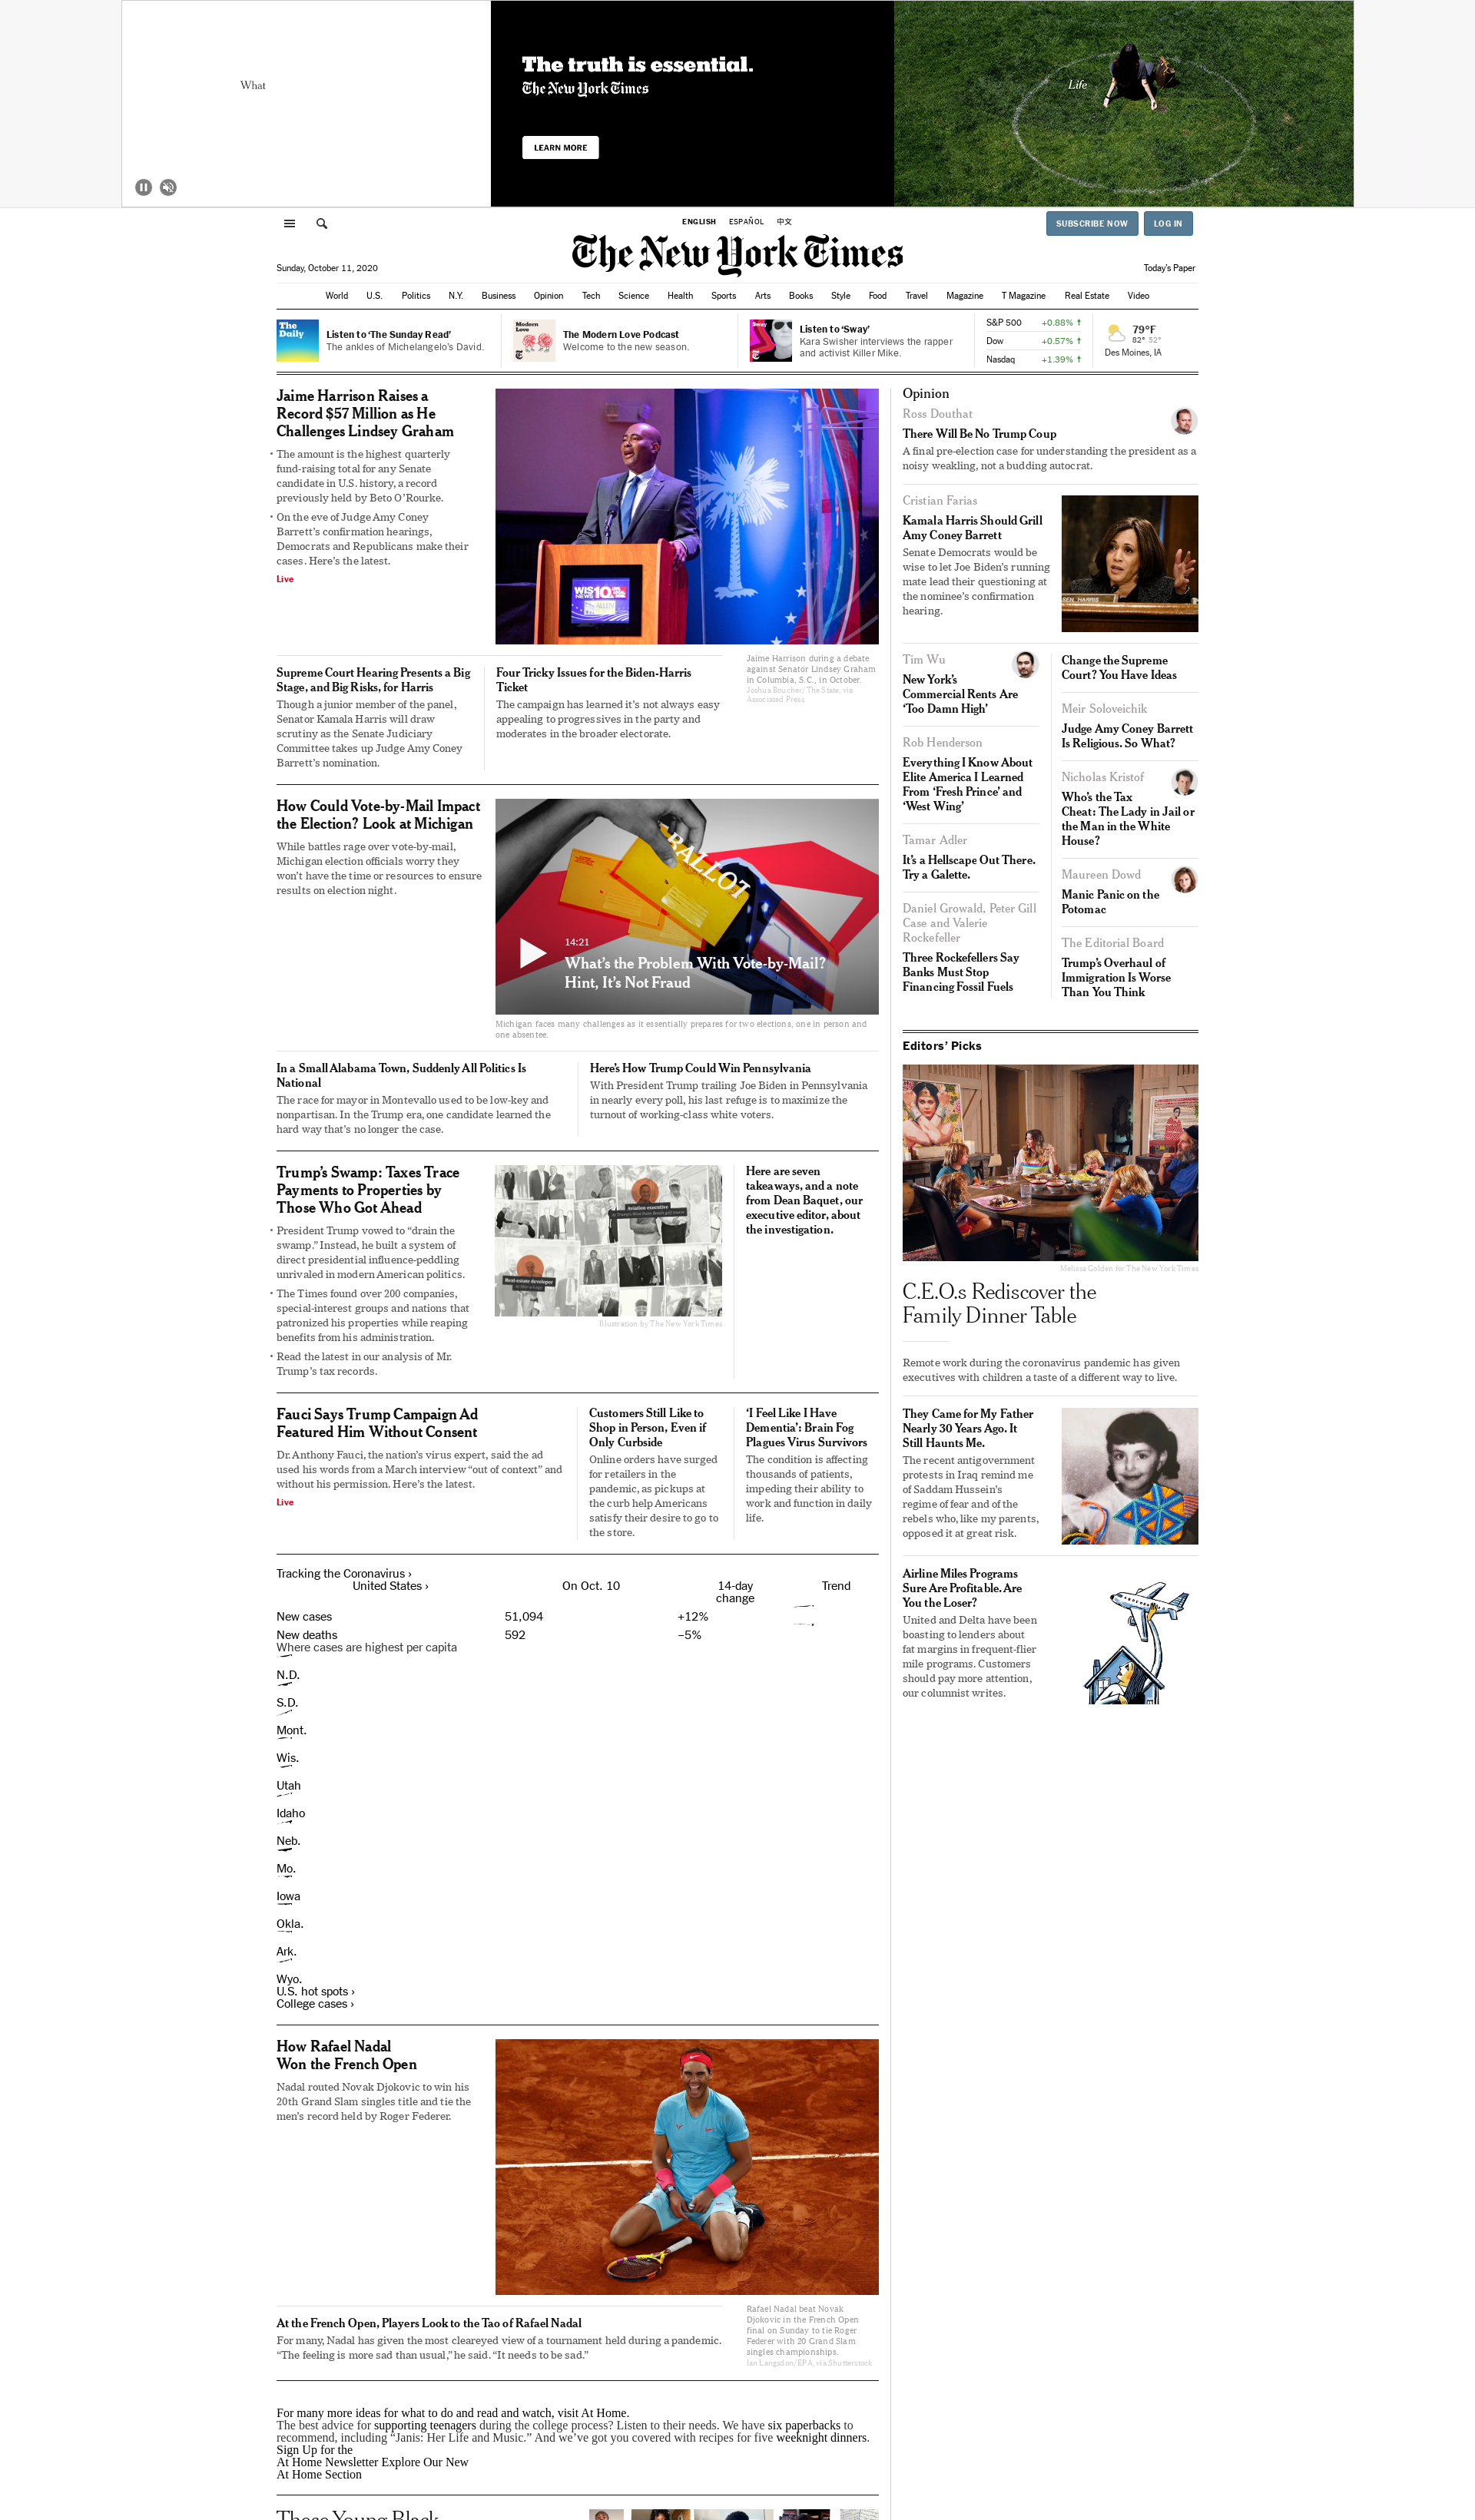 What
The truth is essential.
The New York Times
LEARN MORE
Life
ENGLISH ESPAÑOL 中文
SUBSCRIBE NOW LOG IN
The New York Times
Sunday, October 11, 2020
Today's Paper
World U.S. Politics N.Y. Business Opinion Tech Science Health Sports Arts Books Style Food Travel Magazine T Magazine Real Estate Video
The Daily
Listen to ‘The Sunday Read’
The ankles of Michelangelo's David.
Modern Love
The Modern Love Podcast
Welcome to the new season.
Sway
Listen to ‘Sway’
Kara Swisher interviews the rapper
and activist Killer Mike.
S&P 500 +0.88% ↑
Dow +0.57% ↑
Nasdaq +1.39% ↑
79°F
82° 52°
Des Moines, IA
Jaime Harrison Raises a
Record $57 Million as He
Challenges Lindsey Graham
• The amount is the highest quarterly
fund-raising total for any Senate
candidate in U.S. history, a record
previously held by Beto O’Rourke.
• On the eve of Judge Amy Coney
Barrett’s confirmation hearings,
Democrats and Republicans make their
cases. Here’s the latest.
Live
WIS
NEWS 10
ALLEN
Jaime Harrison during a debate
against Senator Lindsey Graham
in Columbia, S.C., in October.
Joshua Boucher/The State, via
Associated Press
Supreme Court Hearing Presents a Big
Stage, and Big Risks, for Harris
Though a junior member of the panel,
Senator Kamala Harris will draw
scrutiny as the Senate Judiciary
Committee takes up Judge Amy Coney
Barrett’s nomination.
Four Tricky Issues for the Biden-Harris
Ticket
The campaign has learned it’s not always easy
appealing to progressives in the party and
moderates in the broader electorate.
How Could Vote-by-Mail Impact
the Election? Look at Michigan
While battles rage over vote-by-mail,
Michigan election officials worry they
won’t have the time or resources to ensure
results on election night.
BALLOT
14:21
What’s the Problem With Vote-by-Mail?
Hint, It’s Not Fraud
Michigan faces many challenges as it essentially prepares for two elections, one in person and
one absentee.
In a Small Alabama Town, Suddenly All Politics Is
National
The race for mayor in Montevallo used to be low-key and
nonpartisan. In the Trump era, one candidate learned the
hard way that’s no longer the case.
Here’s How Trump Could Win Pennsylvania
With President Trump trailing Joe Biden in Pennsylvania
in nearly every poll, his last refuge is to maximize the
turnout of working-class white voters.
Trump’s Swamp: Taxes Trace
Payments to Properties by
Those Who Got Ahead
• President Trump vowed to “drain the
swamp.” Instead, he built a system of
direct presidential influence-peddling
unrivaled in modern American politics.
• The Times found over 200 companies,
special-interest groups and nations that
patronized his properties while reaping
benefits from his administration.
• Read the latest in our analysis of Mr.
Trump’s tax records.
Aviation executive
Real-estate developer
Illustration by The New York Times
Here are seven
takeaways, and a note
from Dean Baquet, our
executive editor, about
the investigation.
Fauci Says Trump Campaign Ad
Featured Him Without Consent
Dr. Anthony Fauci, the nation’s virus expert, said the ad
used his words from a March interview “out of context” and
without his permission. Here’s the latest.
Live
Customers Still Like to
Shop in Person, Even if
Only Curbside
Online orders have surged
for retailers in the
pandemic, as pickups at
the curb help Americans
satisfy their desire to go to
the store.
‘I Feel Like I Have
Dementia’: Brain Fog
Plagues Virus Survivors
The condition is affecting
thousands of patients,
impeding their ability to
work and function in daily
life.
Tracking the Coronavirus ›
United States › On Oct. 10 14-day
change Trend
New cases 51,094 +12%
New deaths 592 –5%
Where cases are highest per capita
N.D.
S.D.
Mont.
Wis.
Utah
Idaho
Neb.
Mo.
Iowa
Okla.
Ark.
Wyo.
U.S. hot spots ›
College cases ›
How Rafael Nadal
Won the French Open
Nadal routed Novak Djokovic to win his
20th Grand Slam singles title and tie the
men’s record held by Roger Federer.
Rafael Nadal beat Novak
Djokovic in the French Open
final on Sunday to tie Roger
Federer with 20 Grand Slam
singles championships.
Ian Langsdon/EPA, via Shutterstock
At the French Open, Players Look to the Tao of Rafael Nadal
For many, Nadal has given the most cleareyed view of a tournament held during a pandemic.
“The feeling is more sad than usual,” he said. “It needs to be sad.”
For many more ideas for what to do and read and watch, visit At Home.
The best advice for supporting teenagers during the college process? Listen to their needs. We have six paperbacks to
recommend, including “Janis: Her Life and Music.” And we’ve got you covered with recipes for five weeknight dinners.
Sign Up for the
At Home Newsletter Explore Our New
At Home Section
These Young Black
Opinion
Ross Douthat
There Will Be No Trump Coup
A final pre-election case for understanding the president as a
noisy weakling, not a budding autocrat.
Cristian Farias
Kamala Harris Should Grill
Amy Coney Barrett
Senate Democrats would be
wise to let Joe Biden’s running
mate lead their questioning at
the nominee’s confirmation
hearing.
SEN. HARRIS
Tim Wu
New York’s
Commercial Rents Are
‘Too Damn High’
Rob Henderson
Everything I Know About
Elite America I Learned
From ‘Fresh Prince’ and
‘West Wing’
Tamar Adler
It’s a Hellscape Out There.
Try a Galette.
Daniel Growald, Peter Gill
Case and Valerie
Rockefeller
Three Rockefellers Say
Banks Must Stop
Financing Fossil Fuels
Change the Supreme
Court? You Have Ideas
Meir Soloveichik
Judge Amy Coney Barrett
Is Religious. So What?
Nicholas Kristof
Who’s the Tax
Cheat: The Lady in Jail or
the Man in the White
House?
Maureen Dowd
Manic Panic on the
Potomac
The Editorial Board
Trump’s Overhaul of
Immigration Is Worse
Than You Think
Editors’ Picks
Melissa Golden for The New York Times
C.E.O.s Rediscover the
Family Dinner Table
Remote work during the coronavirus pandemic has given
executives with children a taste of a different way to live.
They Came for My Father
Nearly 30 Years Ago. It
Still Haunts Me.
The recent antigovernment
protests in Iraq remind me
of Saddam Hussein’s
regime of fear and of the
rebels who, like my parents,
opposed it at great risk.
Airline Miles Programs
Sure Are Profitable. Are
You the Loser?
United and Delta have been
boasting to lenders about
fat margins in frequent-flier
mile programs. Customers
should pay more attention,
our columnist writes.